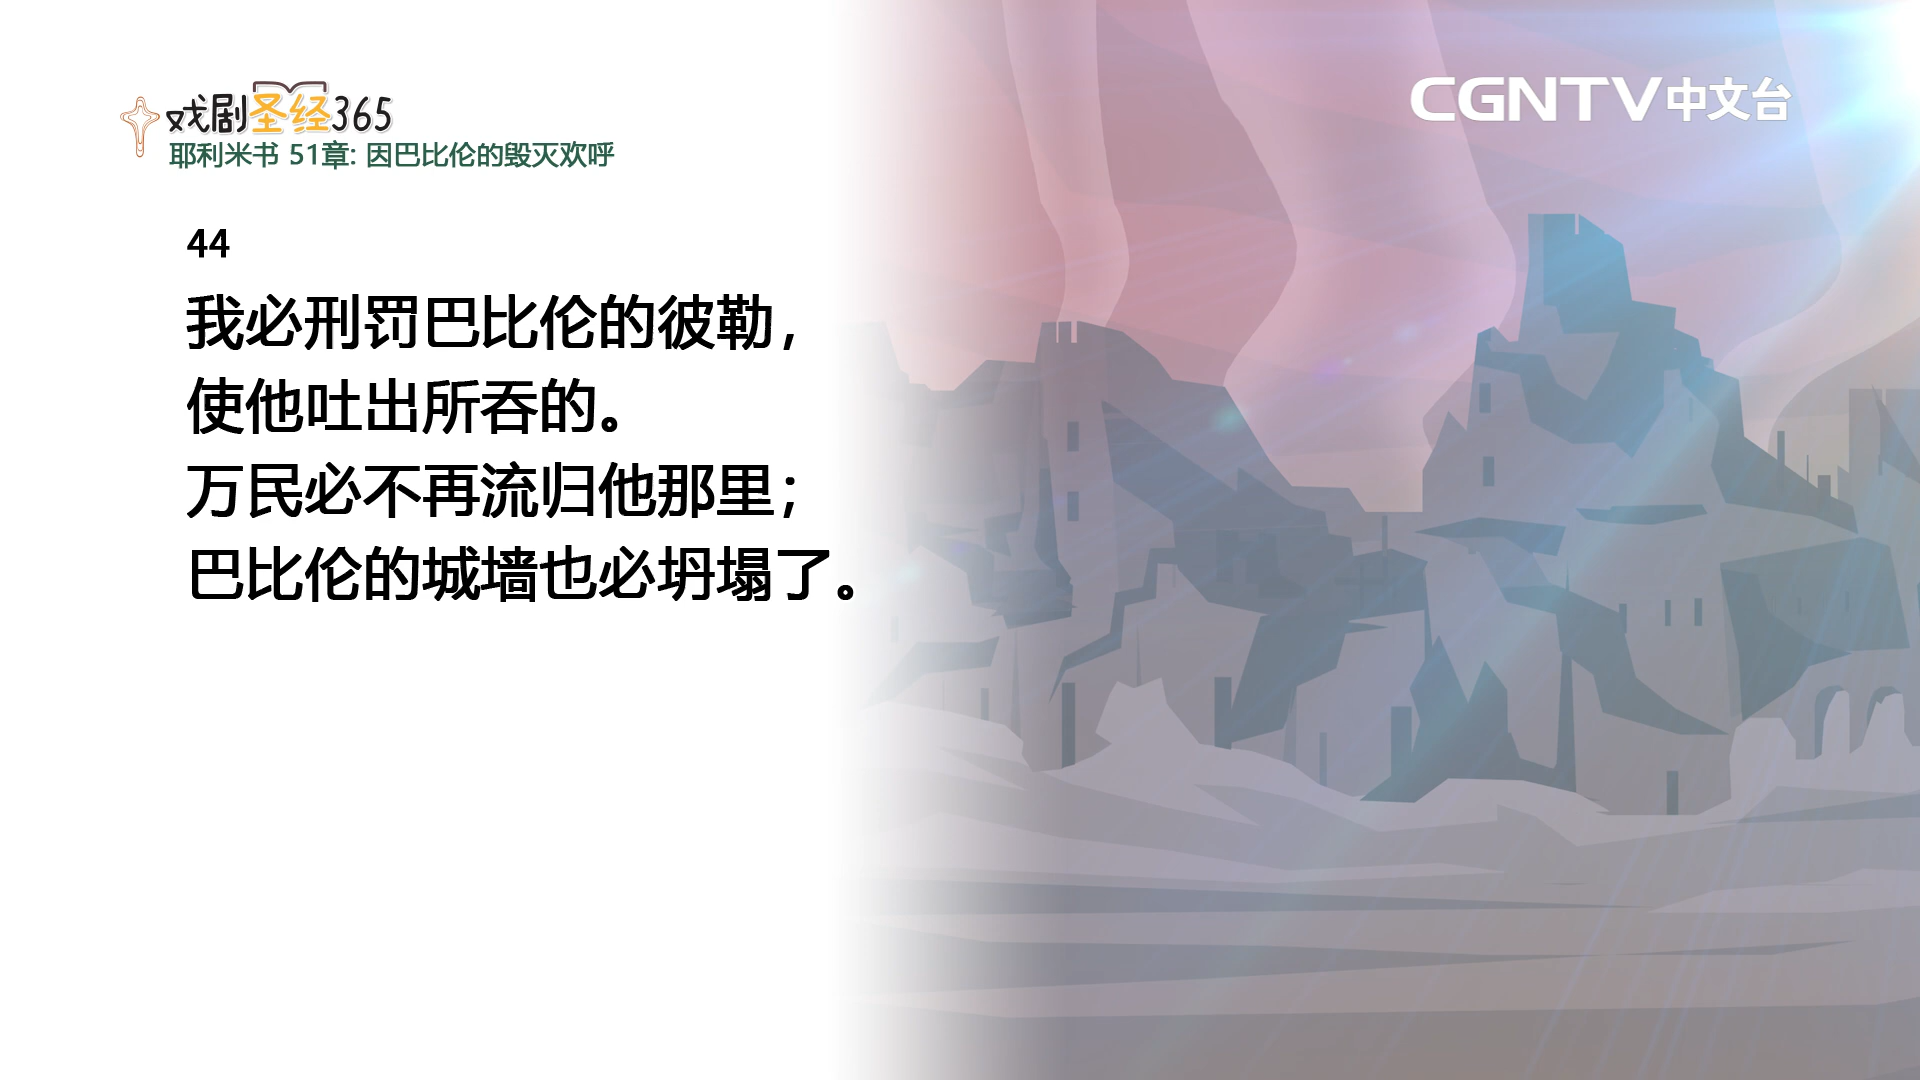 戏剧圣经365
CGNTV中文台
耶利米书 51章: 因巴比伦的毁灭欢呼
44
我必刑罚巴比伦的彼勒，
使他吐出所吞的。
万民必不再流归他那里；
巴比伦的城墙也必坍塌了。